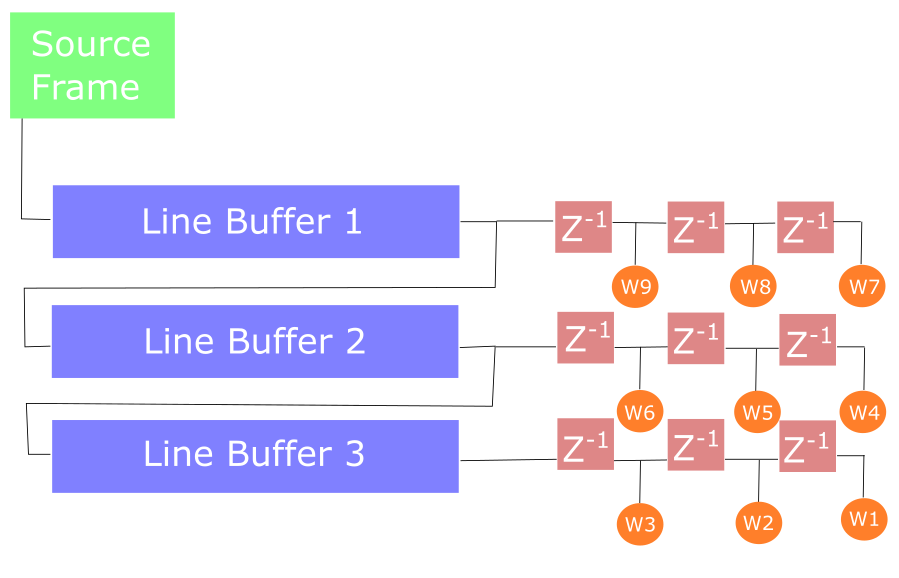 Source
Frame
Line Buffer 1
Z-1
Z-1
Z-1
W9
W8
W7
Line Buffer 2
Z-1
Z-1
Z-1
W6
W5
W4
Line Buffer 3
Z-1
Z-1
Z-1
W3
W2
W1